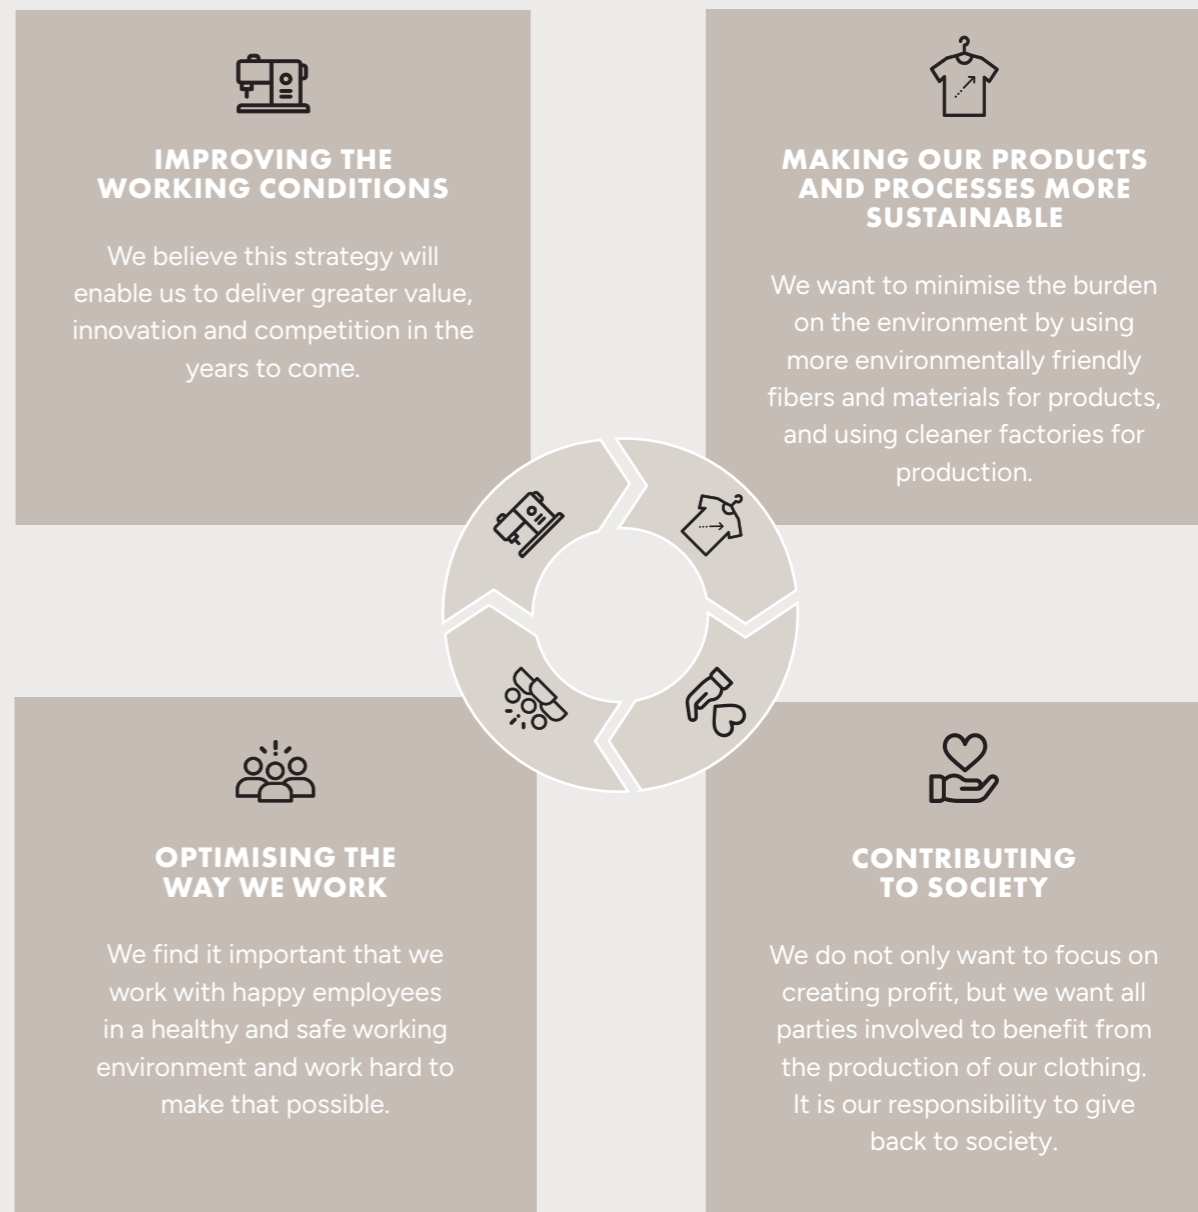 IMPROVING THE
WORKING CONDITIONS
We believe this strategy will
enable us to deliver greater value,
innovation and competition in the
years to come.
MAKING OUR PRODUCTS
AND PROCESSES MORE
SUSTAINABLE
We want to minimise the burden
on the environment by using
more environmentally friendly
fibers and materials for products,
and using cleaner factories for
production.
OPTIMISING THE
WAY WE WORK
We find it important that we
work with happy employees
in a healthy and safe working
environment and work hard to
make that possible.
CONTRIBUTING
TO SOCIETY
We do not only want to focus on
creating profit, but we want all
parties involved to benefit from
the production of our clothing.
It is our responsibility to give
back to society.